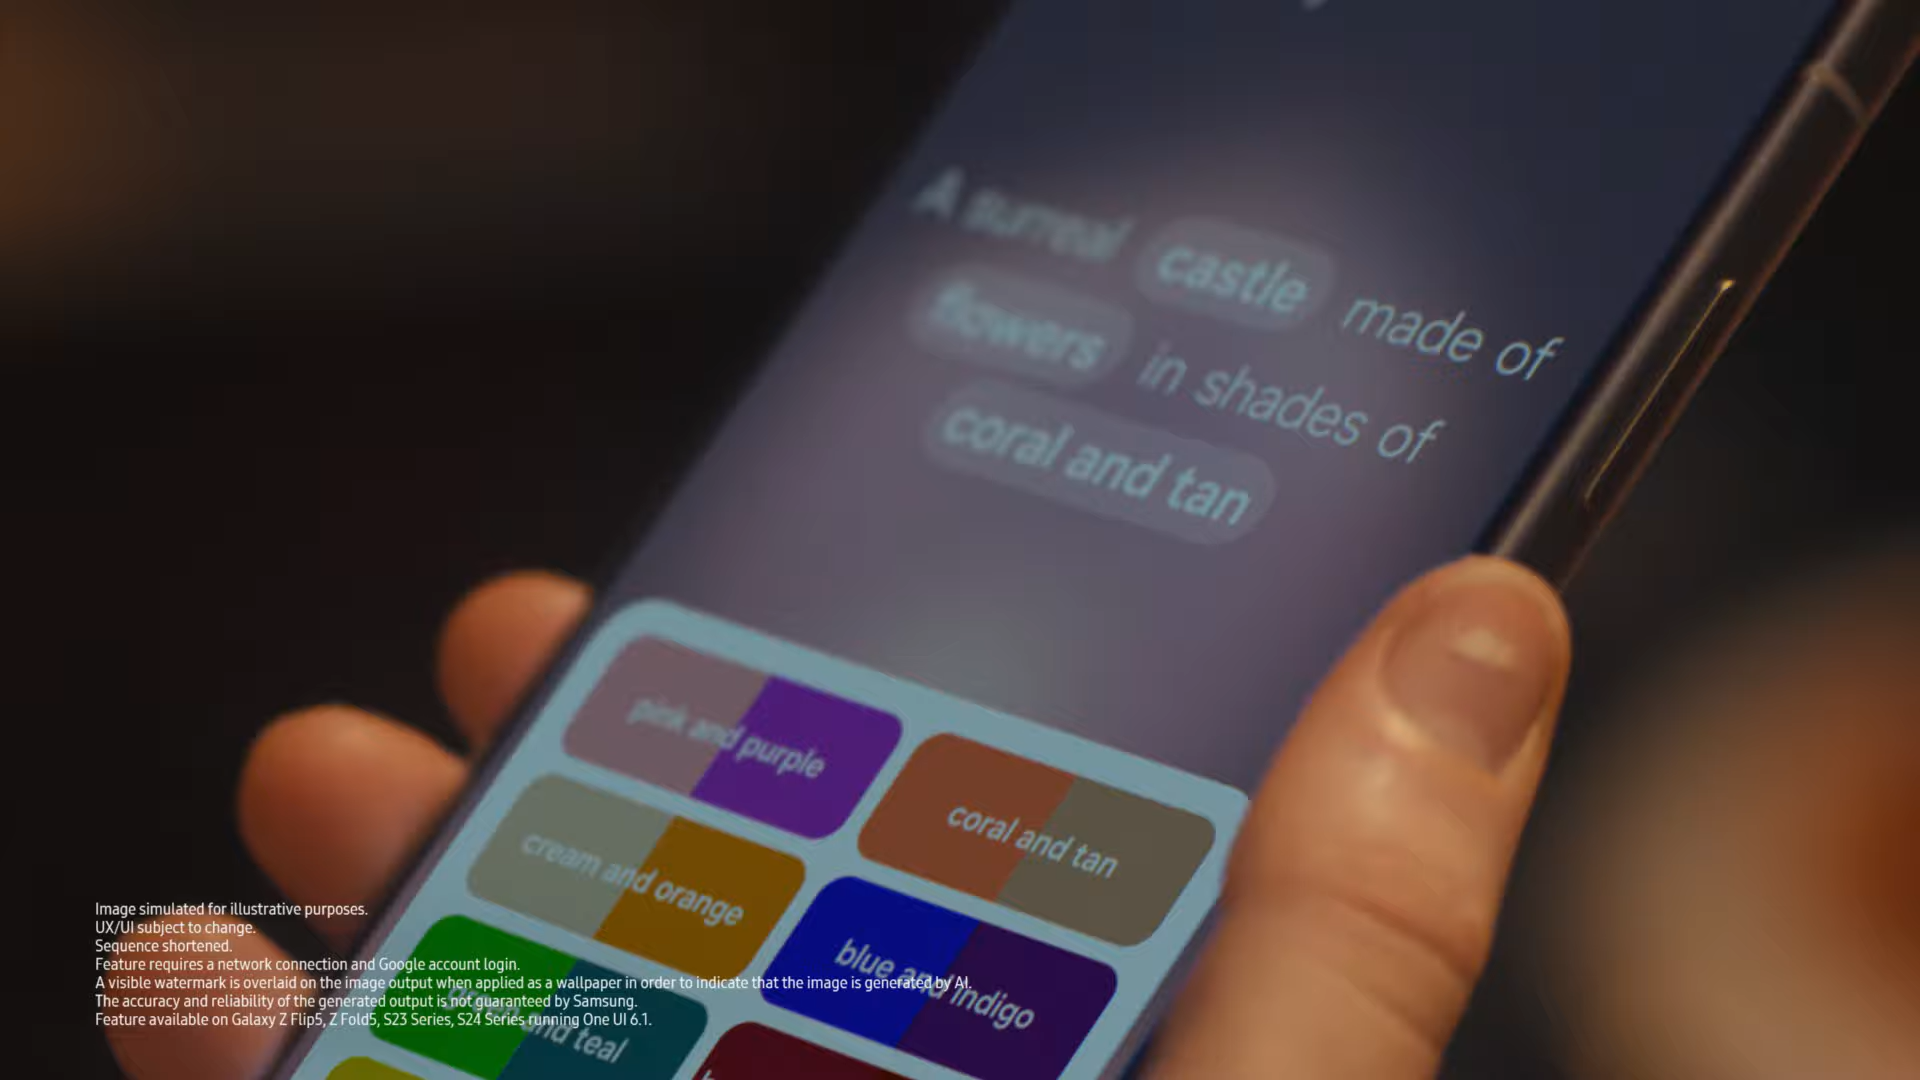 A surreal castle made of
flowers in shades of
coral and tan
pink and purple
coral and tan
cream and orange
blue and indigo
green and teal
Image simulated for illustrative purposes.
UX/UI subject to change.
Sequence shortened.
Feature requires a network connection and Google account login.
A visible watermark is overlaid on the image output when applied as a wallpaper in order to indicate that the image is generated by AI.
The accuracy and reliability of the generated output is not guaranteed by Samsung.
Feature available on Galaxy Z Flip5, Z Fold5, S23 Series, S24 Series running One UI 6.1.